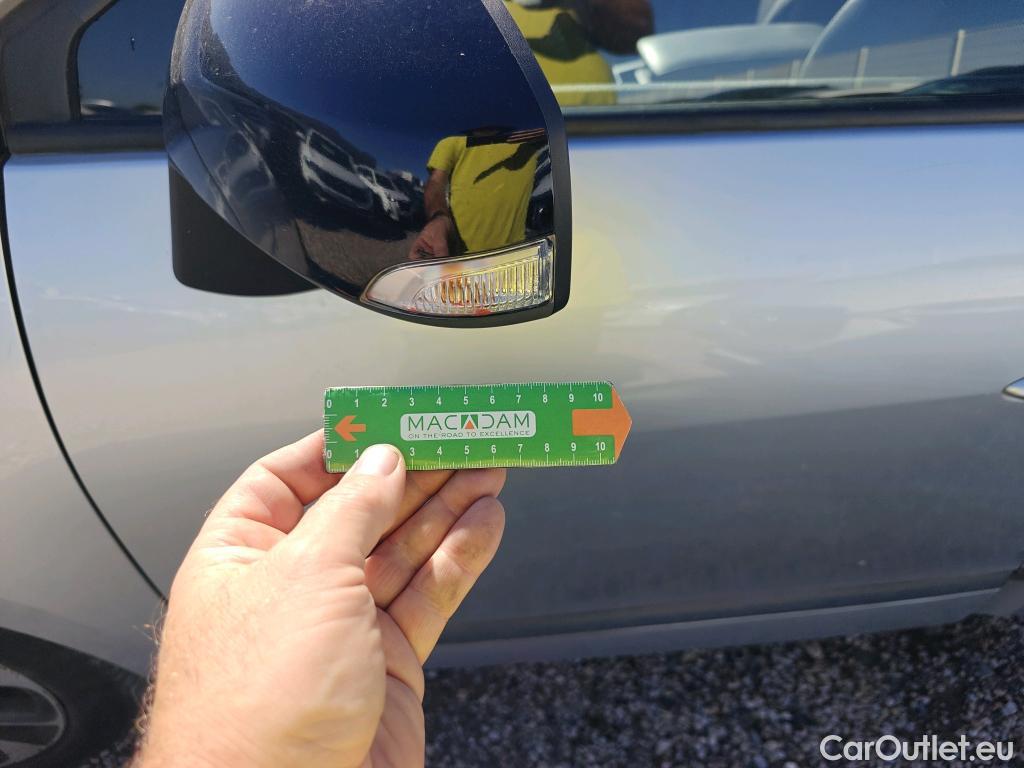 0 1 2 3 4 5 6 7 8 9 10
MACADAM
ON THE ROAD TO EXCELLENCE
0 1 3 4 5 6 7 8 9 10
CarOutlet.eu